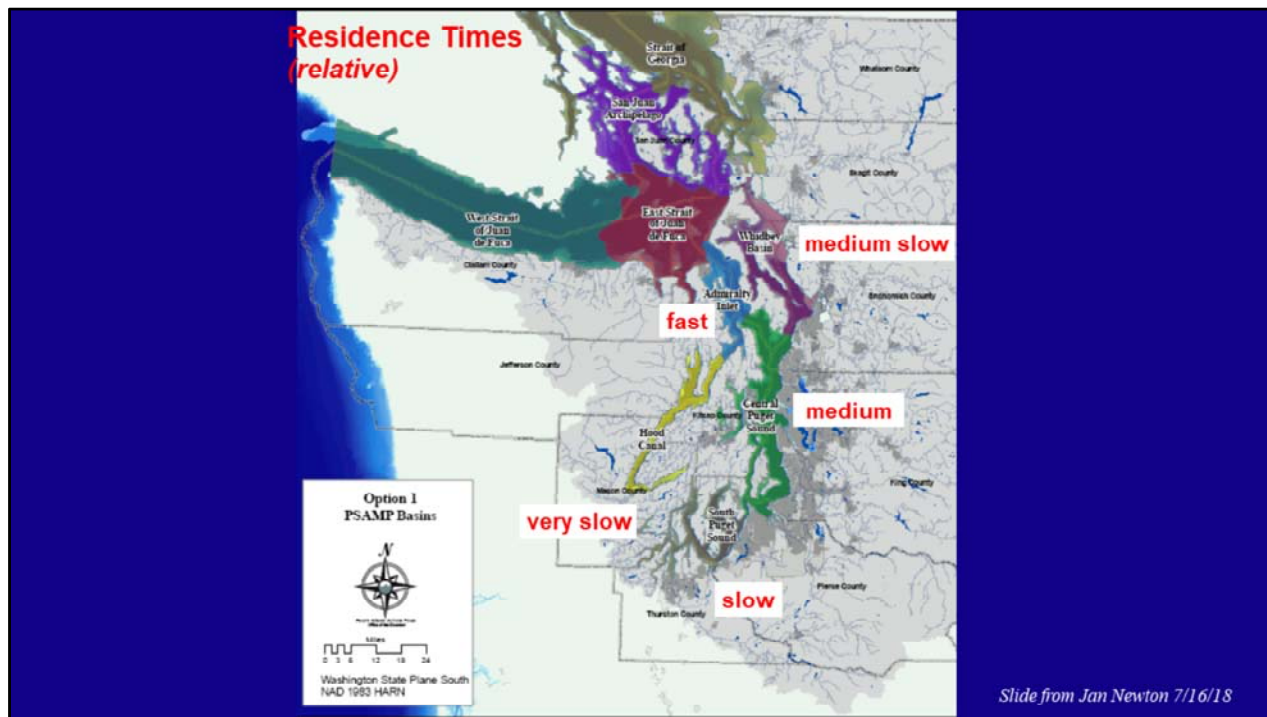 Residence Times
(relative)
Strait of
Georgia
Whatcom County
San Juan
Archipelago
San Juan County
Skagit County
West Strait
of Juan
de Fuca
East Strait
of Juan
de Fuca
Whidbey
Basin
medium slow
Clallam County
Snohomish County
Admiralty
Inlet
fast
Jefferson County
Central
Puget
Sound
medium
Kitsap County
Hood
Canal
King County
Mason County
very slow
South
Puget
Sound
slow
Pierce County
Thurston County
Option 1
PSAMP Basins
N
Miles
0 3 6 12 18 24
Washington State Plane South
NAD 1983 HARN
Slide from Jan Newton 7/16/18